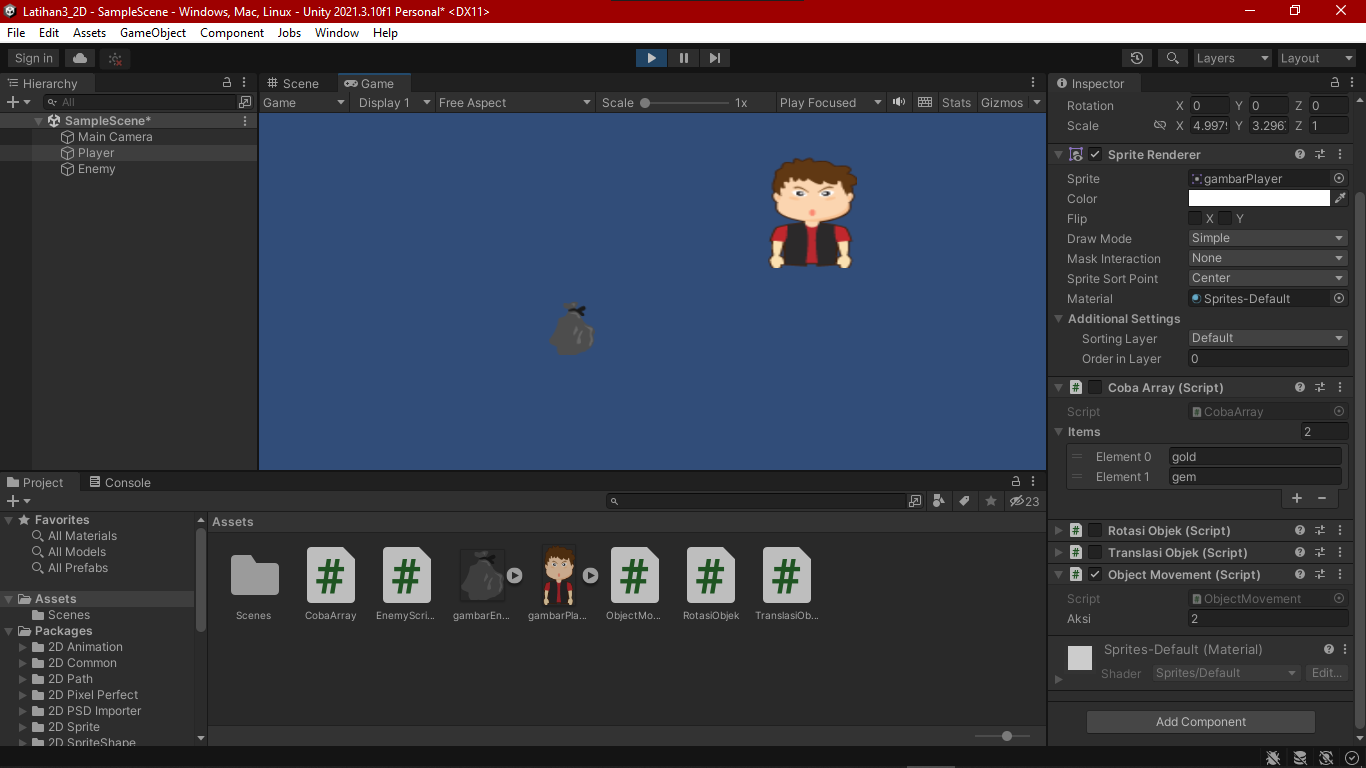 Latihan3_2D - SampleScene - Windows, Mac, Linux - Unity 2021.3.10f1 Personal* <DX11>
File Edit Assets GameObject Component Jobs Window Help
Sign in
Layers Layout
Hierarchy
All
SampleScene*
Main Camera
Player
Enemy
Scene Game
Game Display 1 Free Aspect Scale 1x Play Focused Stats Gizmos
Inspector
Rotation X 0 Y 0 Z 0
Scale X 4.997 Y 3.296 Z 1
Sprite Renderer
Sprite gambarPlayer
Color
Flip X Y
Draw Mode Simple
Mask Interaction None
Sprite Sort Point Center
Material Sprites-Default
Additional Settings
Sorting Layer Default
Order in Layer 0
# Coba Array (Script)
Script # CobaArray
Items 2
Element 0 gold
Element 1 gem
+ −
# Rotasi Objek (Script)
# Translasi Objek (Script)
# Object Movement (Script)
Script # ObjectMovement
Aksi 2
Sprites-Default (Material)
Shader Sprites/Default Edit...
Add Component
Project Console
23
Favorites
All Materials
All Models
All Prefabs
Assets
Scenes
Packages
2D Animation
2D Common
2D Path
2D Pixel Perfect
2D PSD Importer
2D Sprite
2D SpriteShape
Assets
# # # # #
Scenes CobaArray EnemyScri... gambarEn... gambarPla... ObjectMo... RotasiObjek TranslasiOb...